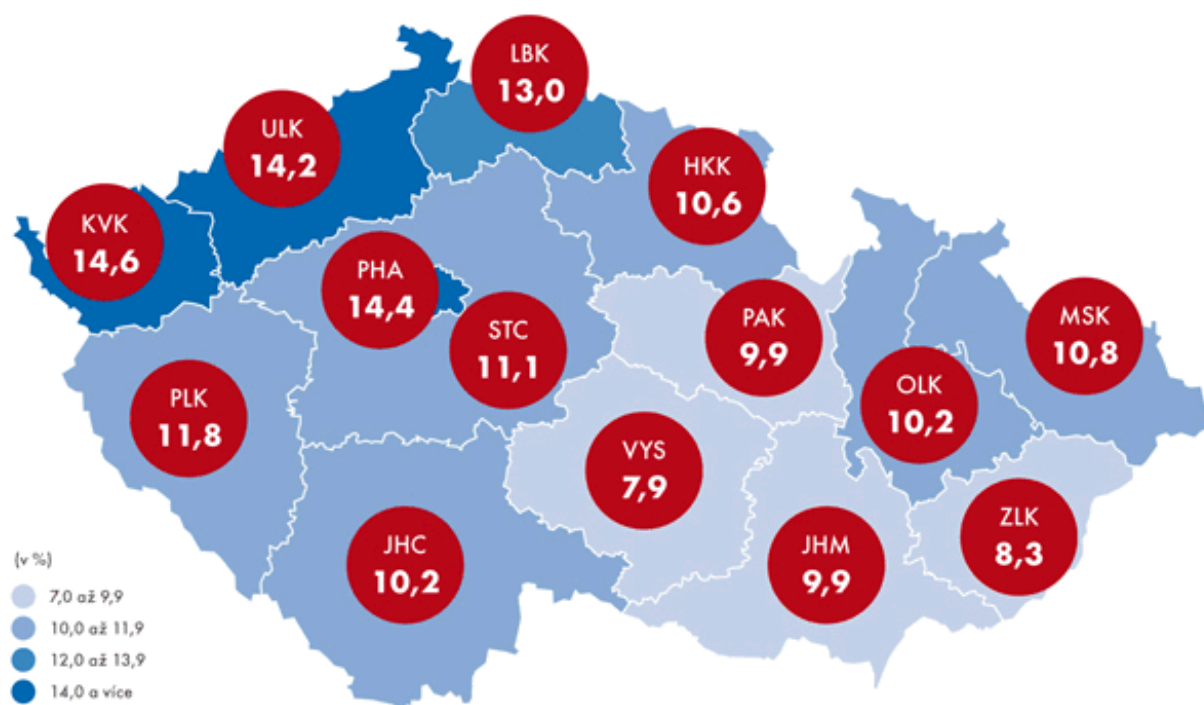 LBK
13,0
ULK
14,2
HKK
10,6
KVK
14,6
PHA
14,4
STC
11,1
PAK
9,9
MSK
10,8
PLK
11,8
OLK
10,2
VYS
7,9
ZLK
8,3
JHC
10,2
JHM
9,9
(v %)
7,0 až 9,9
10,0 až 11,9
12,0 až 13,9
14,0 a více